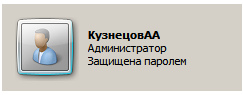 КузнецовАА
Администратор
Защищена паролем